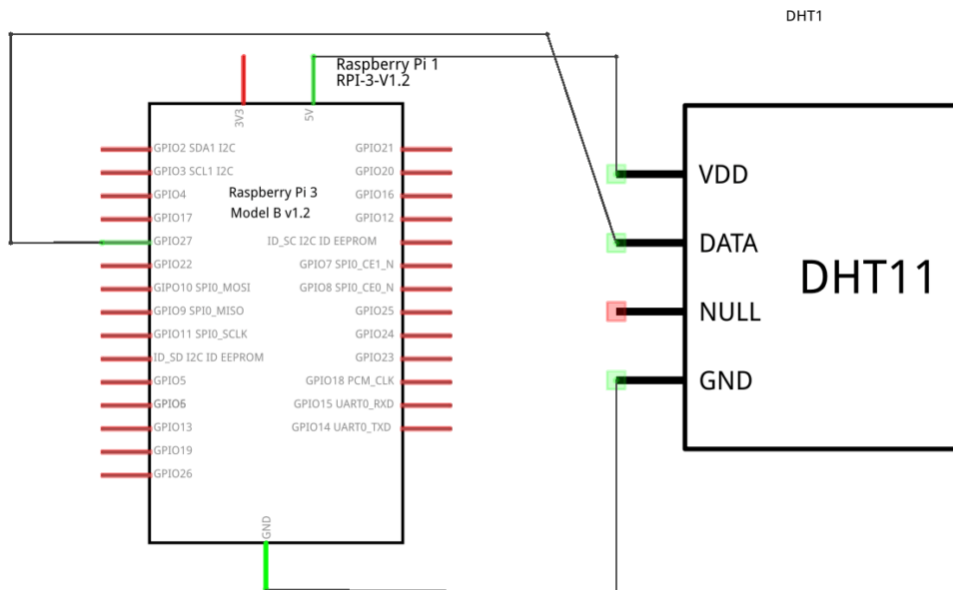 DHT1
Raspberry Pi 1
RPI-3-V1.2
3V3
5V
GPIO2 SDA1 I2C
GPIO3 SCL1 I2C
GPIO4
GPIO17
GPIO27
GPIO22
GIPO10 SPI0_MOSI
GPIO9 SPI0_MISO
GPIO11 SPI0_SCLK
ID_SD I2C ID EEPROM
GPIO5
GPIO6
GPIO13
GPIO19
GPIO26
Raspberry Pi 3
Model B v1.2
GPIO21
GPIO20
GPIO16
GPIO12
ID_SC I2C ID EEPROM
GPIO7 SPI0_CE1_N
GPIO8 SPI0_CE0_N
GPIO25
GPIO24
GPIO23
GPIO18 PCM_CLK
GPIO15 UART0_RXD
GPIO14 UART0_TXD
GND
VDD
DATA
NULL
GND
DHT11